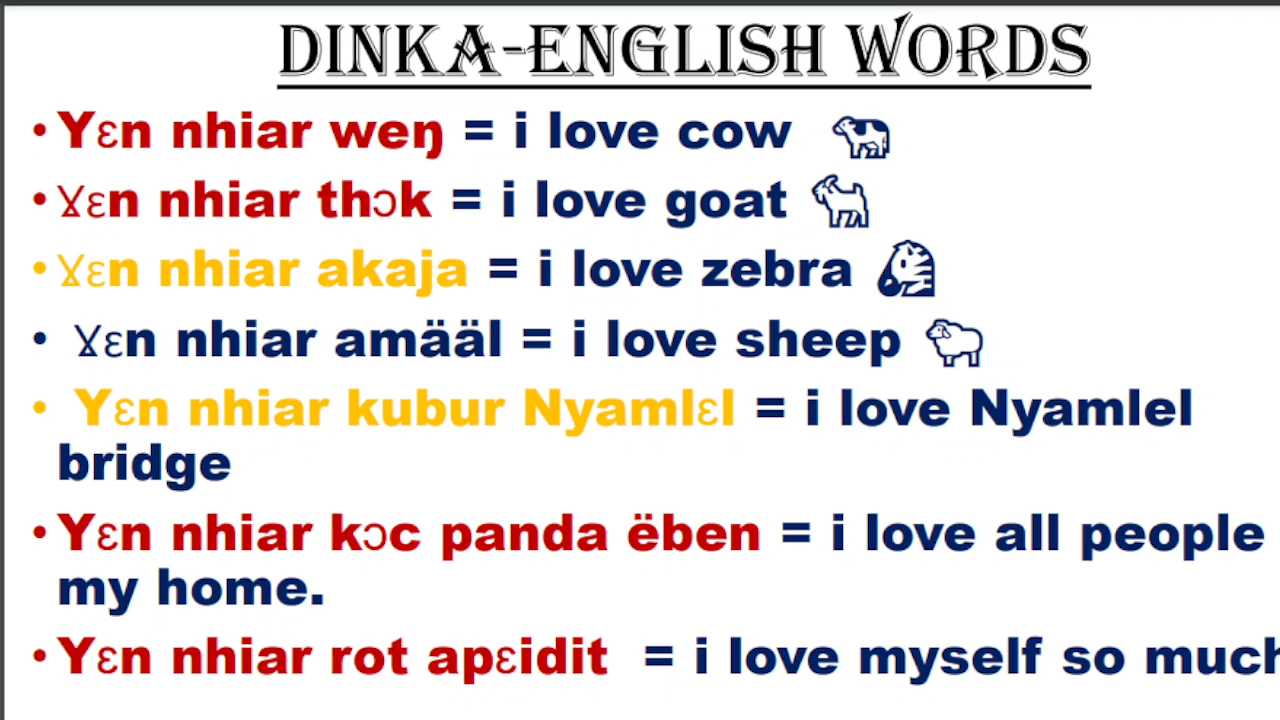 DINKA-ENGLISH WORDS
• Yɛn nhiar weŋ = i love cow
• Ɣɛn nhiar thɔk = i love goat
• Ɣɛn nhiar akaja = i love zebra
• Ɣɛn nhiar amääl = i love sheep
• Yɛn nhiar kubur Nyamlɛl = i love Nyamlel
bridge
• Yɛn nhiar kɔc panda ëben = i love all people
my home.
• Yɛn nhiar rot apɛidit = i love myself so much